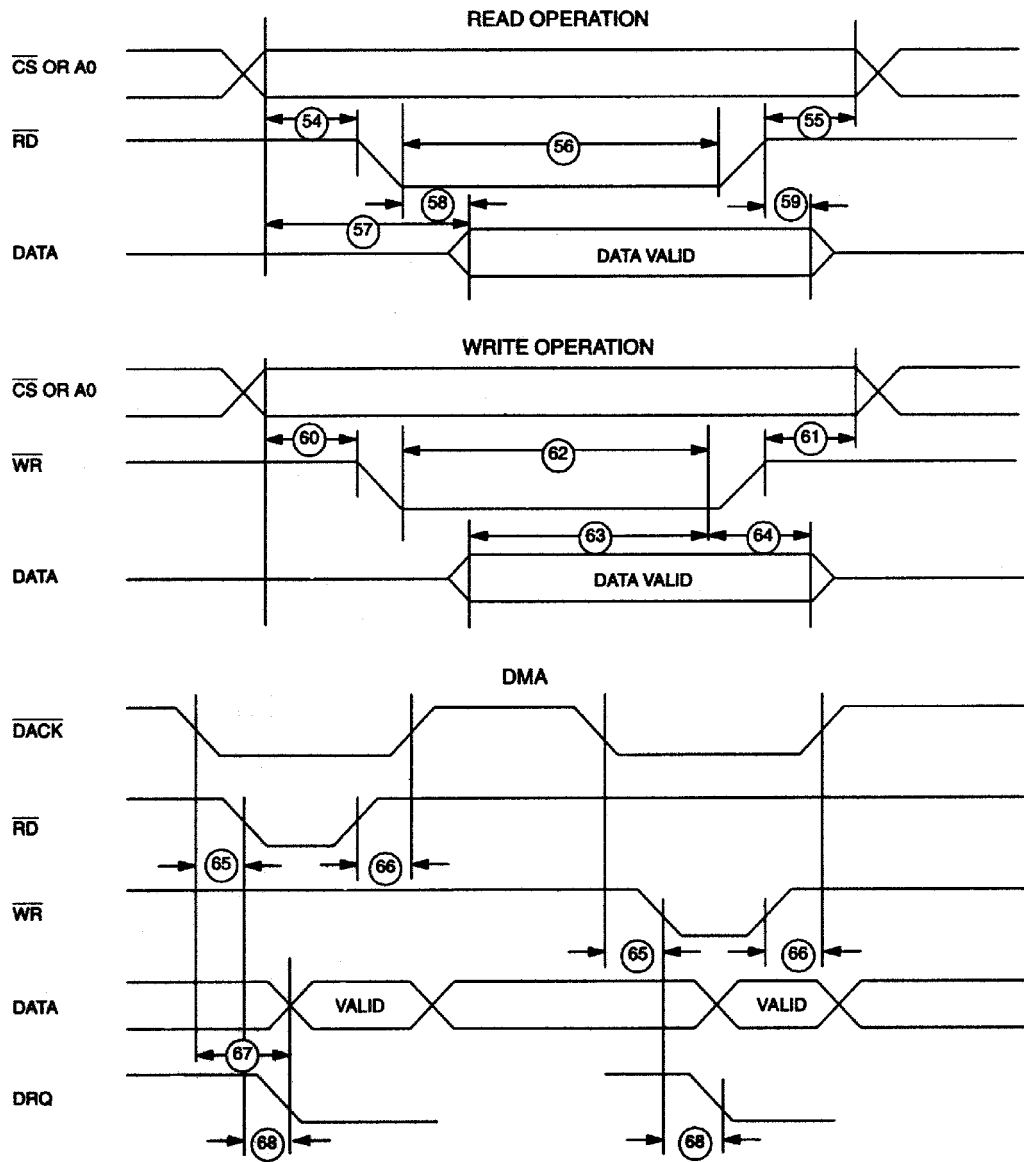 READ OPERATION
CS OR A0
54
55
RD
56
58
59
57
DATA
DATA VALID
WRITE OPERATION
CS OR A0
60
61
WR
62
63
64
DATA
DATA VALID
DMA
DACK
RD
65
66
WR
65
66
DATA
VALID
VALID
67
DRQ
68
68